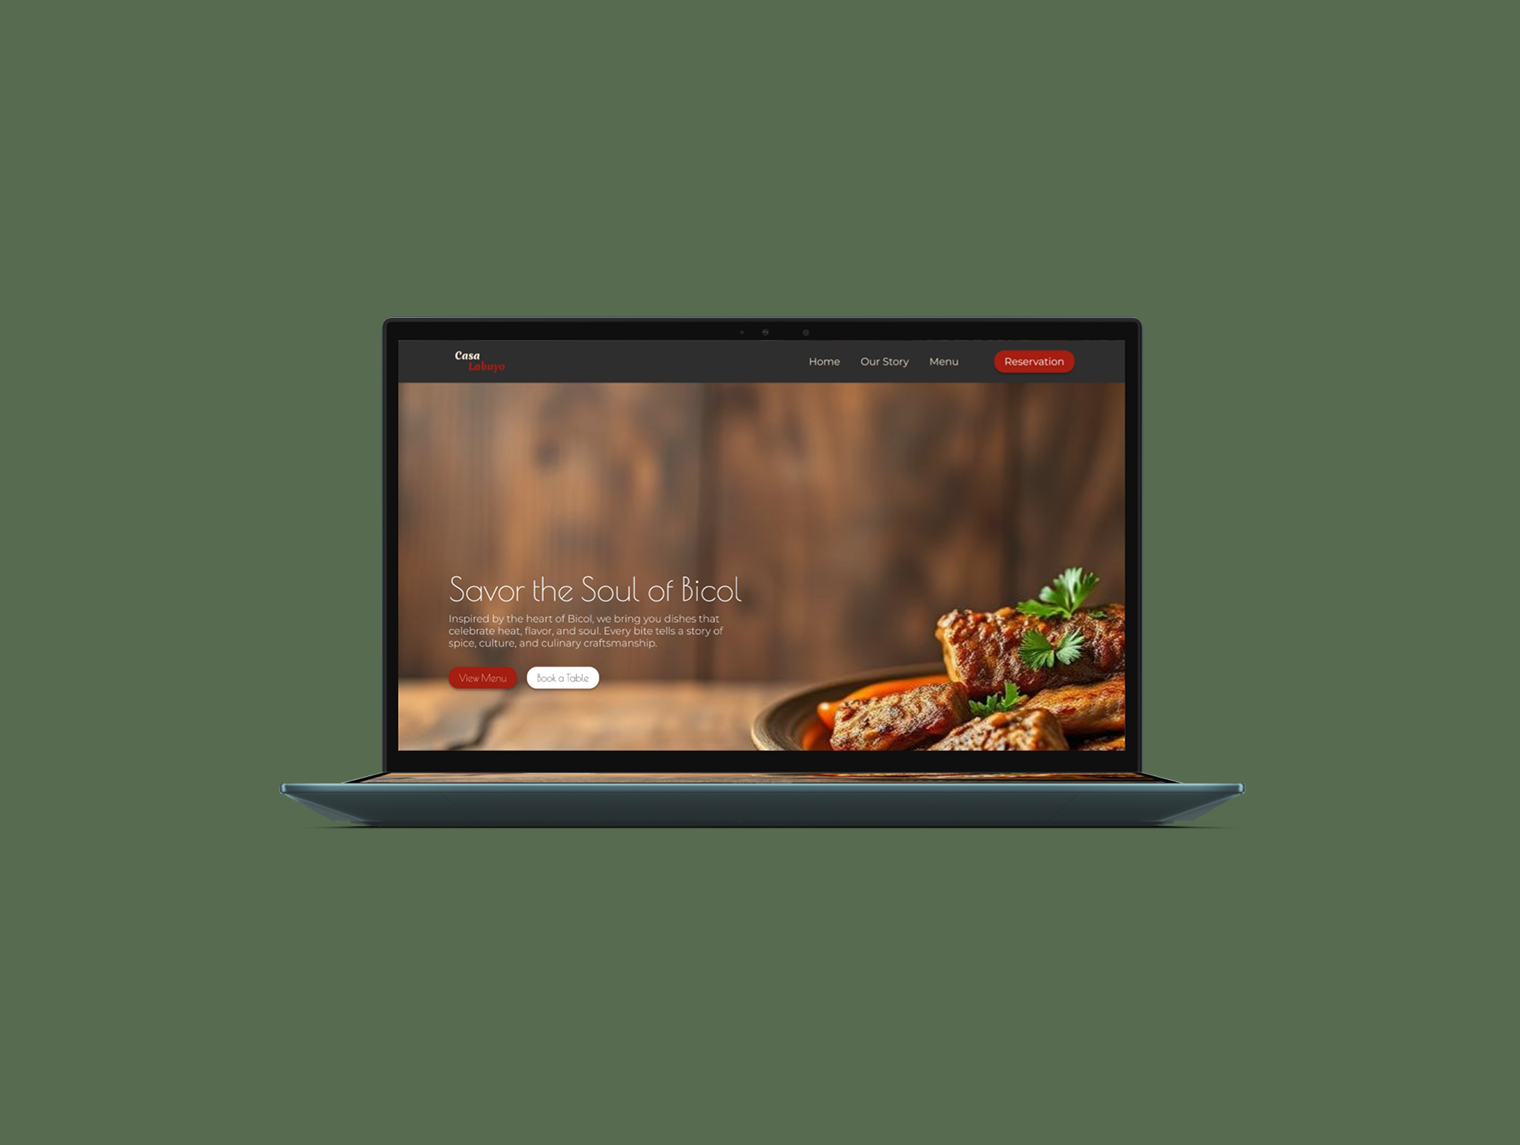 Casa
Labuyo
Home Our Story Menu Reservation
Savor the Soul of Bicol
Inspired by the heart of Bicol, we bring you dishes that
celebrate heat, flavor, and soul. Every bite tells a story of
spice, culture, and culinary craftsmanship.
View Menu Book a Table